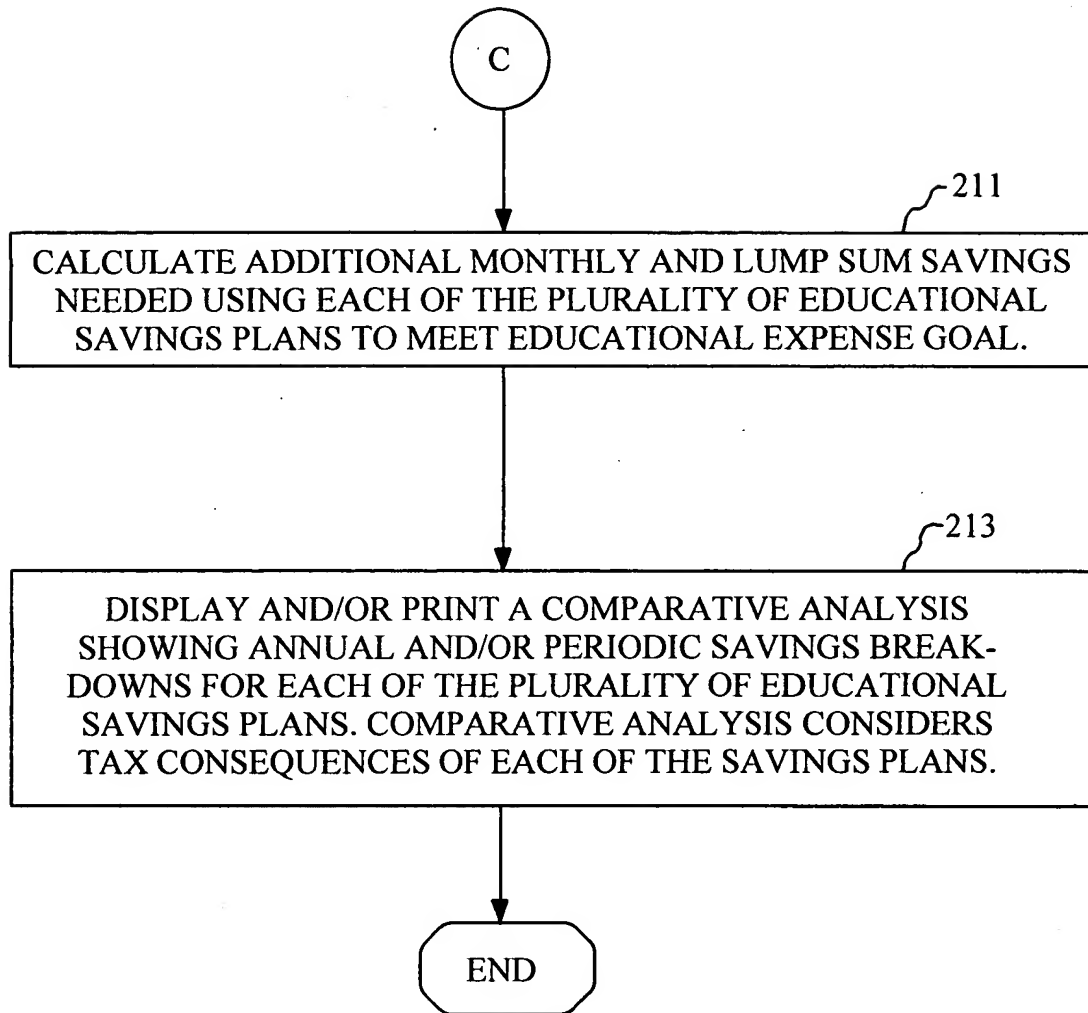 C
211
CALCULATE ADDITIONAL MONTHLY AND LUMP SUM SAVINGS
NEEDED USING EACH OF THE PLURALITY OF EDUCATIONAL
SAVINGS PLANS TO MEET EDUCATIONAL EXPENSE GOAL.
213
DISPLAY AND/OR PRINT A COMPARATIVE ANALYSIS
SHOWING ANNUAL AND/OR PERIODIC SAVINGS BREAK-
DOWNS FOR EACH OF THE PLURALITY OF EDUCATIONAL
SAVINGS PLANS. COMPARATIVE ANALYSIS CONSIDERS
TAX CONSEQUENCES OF EACH OF THE SAVINGS PLANS.
END